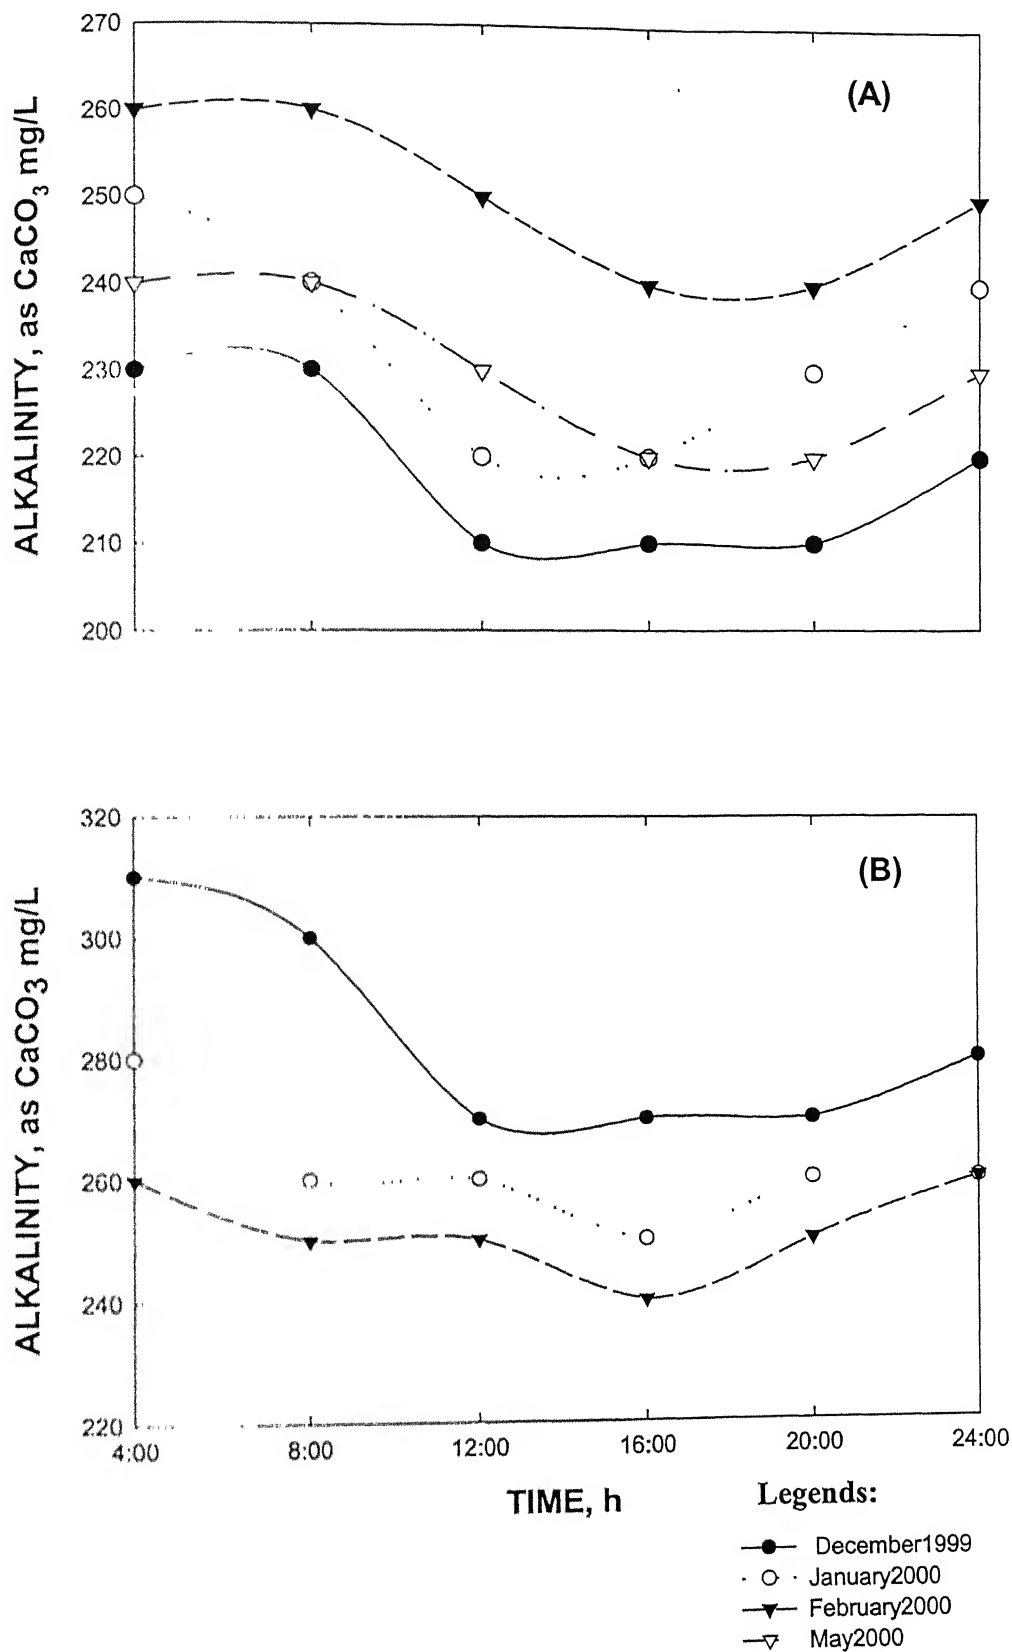 270
260
250
240
230
220
210
200
ALKALINITY, as CaCO3 mg/L
(A)
320
300
280
260
240
220
ALKALINITY, as CaCO3 mg/L
(B)
4:00 8:00 12:00 16:00 20:00 24:00
TIME, h
Legends:
December1999
January2000
February2000
May2000